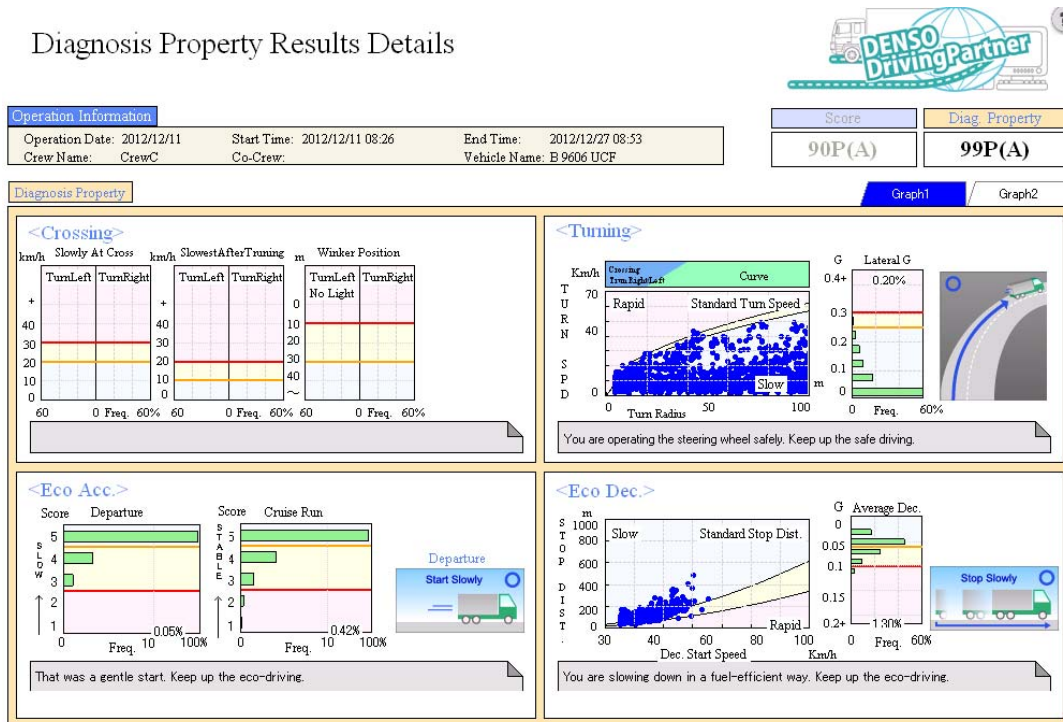 Diagnosis Property Results Details
DENSO
DrivingPartner
Operation Information
Operation Date: 2012/12/11 Start Time: 2012/12/11 08:26 End Time: 2012/12/27 08:53
Crew Name: CrewC Co-Crew: Vehicle Name: B 9606 UCF
Score
90P(A)
Diag. Property
99P(A)
Diagnosis Property
Graph1 Graph2
<Crossing>
km/h Slowly At Cross
TurnLeft TurnRight
+
40
30
20
10
0
60 0 Freq. 60%
km/h SlowestAfterTruning
TurnLeft TurnRight
+
40
30
20
10
0
60 0 Freq. 60%
m Winker Position
TurnLeft TurnRight
No Light
0
10
20
30
40
~
60 0 Freq. 60%
<Turning>
Km/h
TURN SPD
Crossing
Trun Right/Left
Curve
70
40
0
Rapid Standard Turn Speed
Slow
0 50 100 m
Turn Radius
G Lateral G
0.20%
0.4+
0.3
0.2
0.1
0
0 Freq. 60%
You are operating the steering wheel safely. Keep up the safe driving.
<Eco Acc.>
Score Departure
SLOW
5
4
3
2
1
0.05%
0 10 100%
Freq.
Score Cruise Run
STABLE
5
4
3
2
1
0.42%
0 10 100%
Freq.
Departure
Start Slowly
That was a gentle start. Keep up the eco-driving.
<Eco Dec.>
m
STOP DIST.
1000
800
600
400
200
0
Slow Standard Stop Dist.
Rapid
30 40 60 80 100
Dec. Start Speed Km/h
G Average Dec.
0
0.05
0.1
0.15
0.2+
1.30%
0 Freq. 60%
Stop Slowly
You are slowing down in a fuel-efficient way. Keep up the eco-driving.